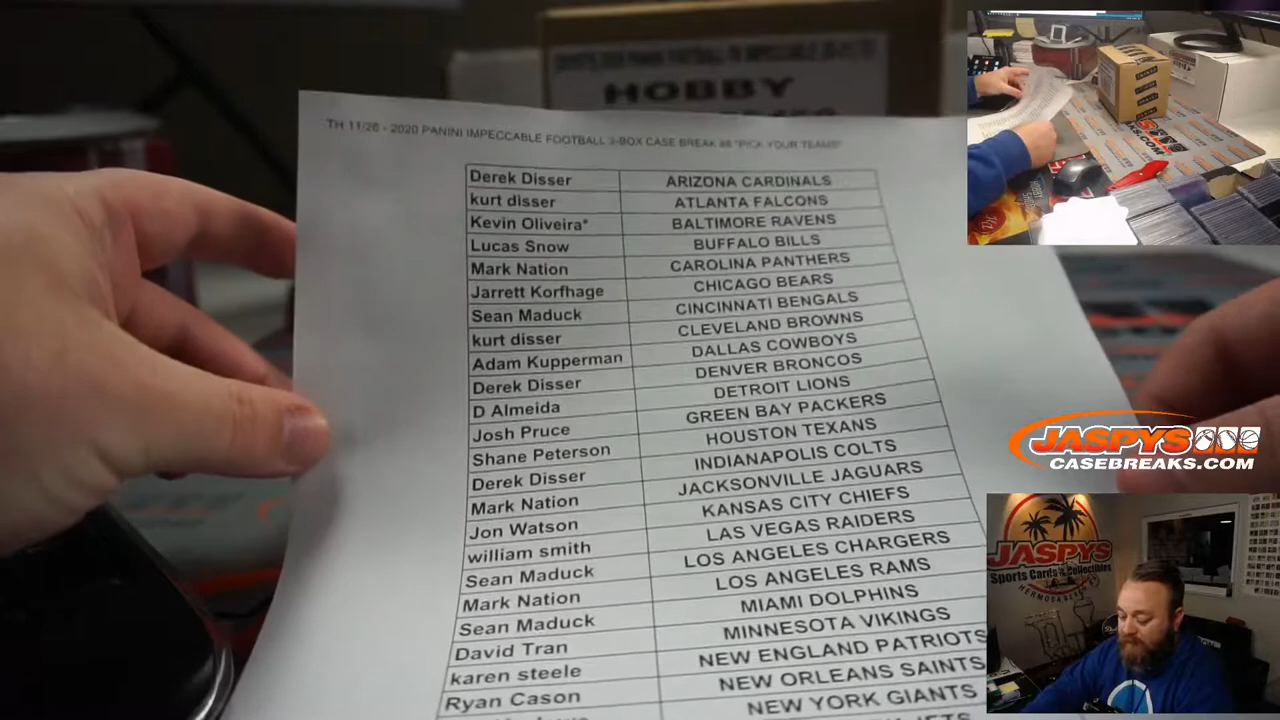 HOBBY
TH 11/26 - 2020 PANINI IMPECCABLE FOOTBALL 3-BOX CASE BREAK #8 "PICK YOUR TEAMS"
Derek Disser ARIZONA CARDINALS
kurt disser ATLANTA FALCONS
Kevin Oliveira* BALTIMORE RAVENS
Lucas Snow BUFFALO BILLS
Mark Nation CAROLINA PANTHERS
Jarrett Korfhage CHICAGO BEARS
Sean Maduck CINCINNATI BENGALS
kurt disser CLEVELAND BROWNS
Adam Kupperman DALLAS COWBOYS
Derek Disser DENVER BRONCOS
D Almeida DETROIT LIONS
Josh Pruce GREEN BAY PACKERS
Shane Peterson HOUSTON TEXANS
Derek Disser INDIANAPOLIS COLTS
Mark Nation JACKSONVILLE JAGUARS
Jon Watson KANSAS CITY CHIEFS
william smith LAS VEGAS RAIDERS
Sean Maduck LOS ANGELES CHARGERS
Mark Nation LOS ANGELES RAMS
Sean Maduck MIAMI DOLPHINS
David Tran MINNESOTA VIKINGS
karen steele NEW ENGLAND PATRIOTS
Ryan Cason NEW ORLEANS SAINTS
NEW YORK GIANTS
JETS
JASPYS
CASEBREAKS.COM
JASPYS
Sports Cards & Collectibles
HERMOSA BEACH